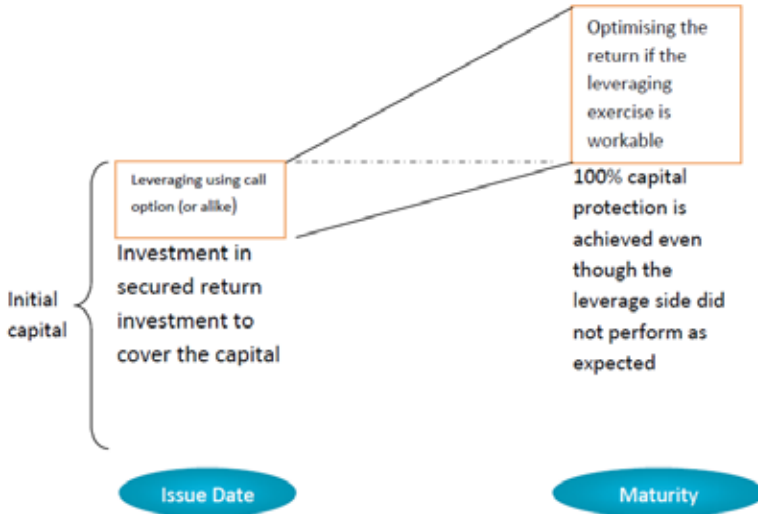 Initial
capital
Leveraging using call
option (or alike)
Investment in
secured return
investment to
cover the capital
Issue Date
Optimising the
return if the
leveraging
exercise is
workable
100% capital
protection is
achieved even
though the
leverage side did
not perform as
expected
Maturity